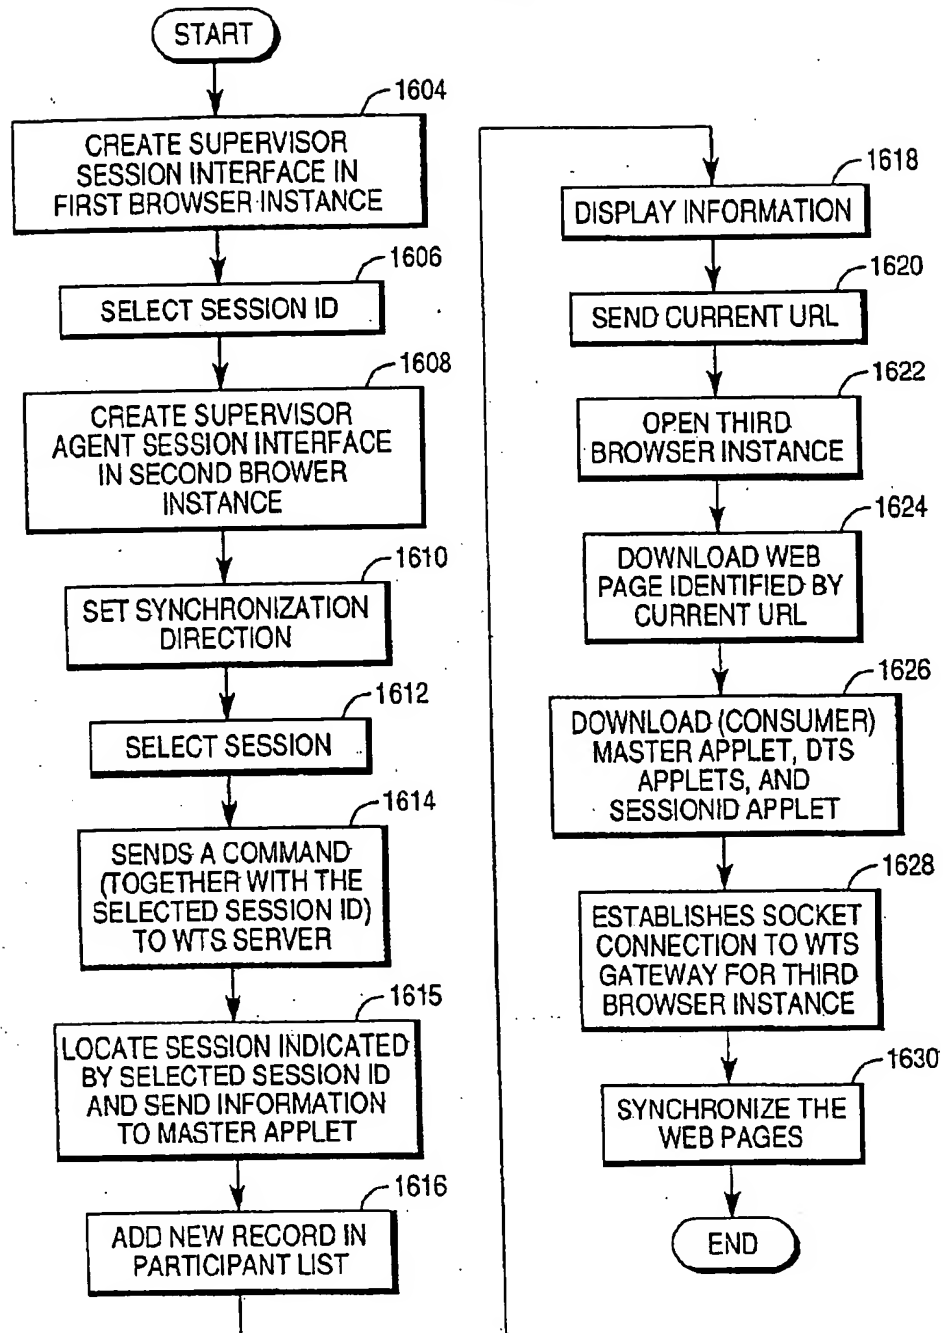 START
1604
CREATE SUPERVISOR
SESSION INTERFACE IN
FIRST BROWSER INSTANCE
1606
SELECT SESSION ID
1608
CREATE SUPERVISOR
AGENT SESSION INTERFACE
IN SECOND BROWER
INSTANCE
1610
SET SYNCHRONIZATION
DIRECTION
1612
SELECT SESSION
1614
SENDS A COMMAND
(TOGETHER WITH THE
SELECTED SESSION ID)
TO WTS SERVER
1615
LOCATE SESSION INDICATED
BY SELECTED SESSION ID
AND SEND INFORMATION
TO MASTER APPLET
1616
ADD NEW RECORD IN
PARTICIPANT LIST
1618
DISPLAY INFORMATION
1620
SEND CURRENT URL
1622
OPEN THIRD
BROWSER INSTANCE
1624
DOWNLOAD WEB
PAGE IDENTIFIED BY
CURRENT URL
1626
DOWNLOAD (CONSUMER)
MASTER APPLET, DTS
APPLETS, AND
SESSIONID APPLET
1628
ESTABLISHES SOCKET
CONNECTION TO WTS
GATEWAY FOR THIRD
BROWSER INSTANCE
1630
SYNCHRONIZE THE
WEB PAGES
END